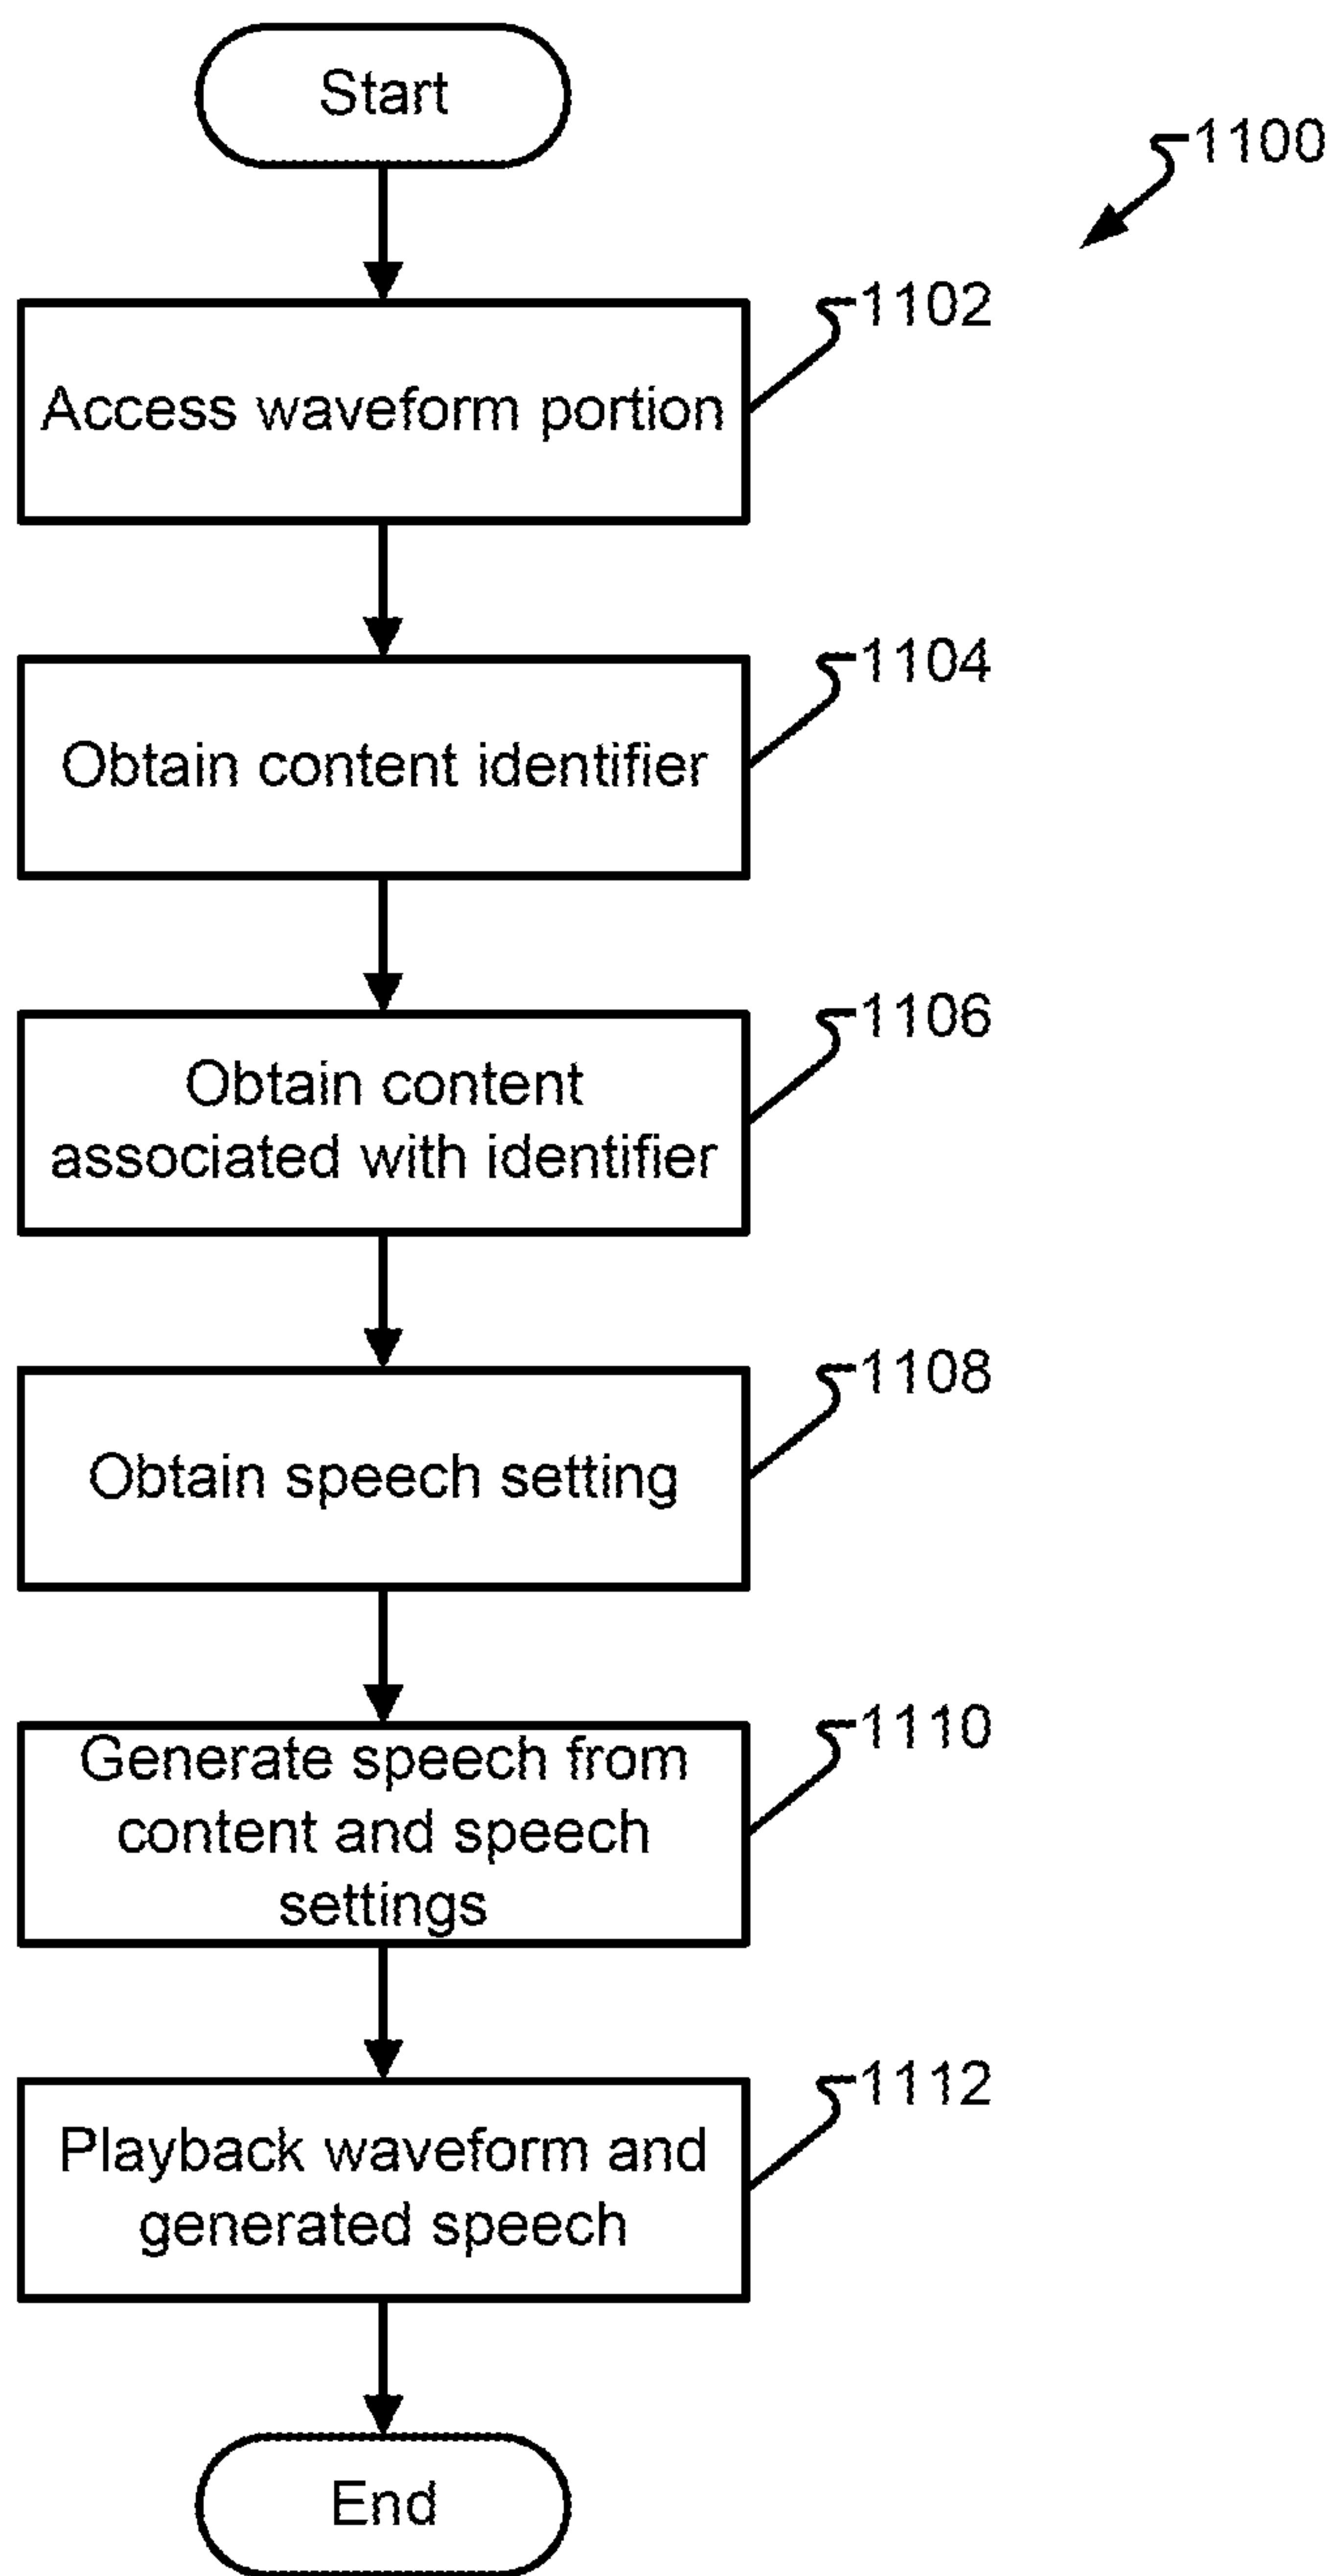 Start
1100
1102
Access waveform portion
1104
Obtain content identifier
1106
Obtain content
associated with identifier
1108
Obtain speech setting
1110
Generate speech from
content and speech
settings
1112
Playback waveform and
generated speech
End